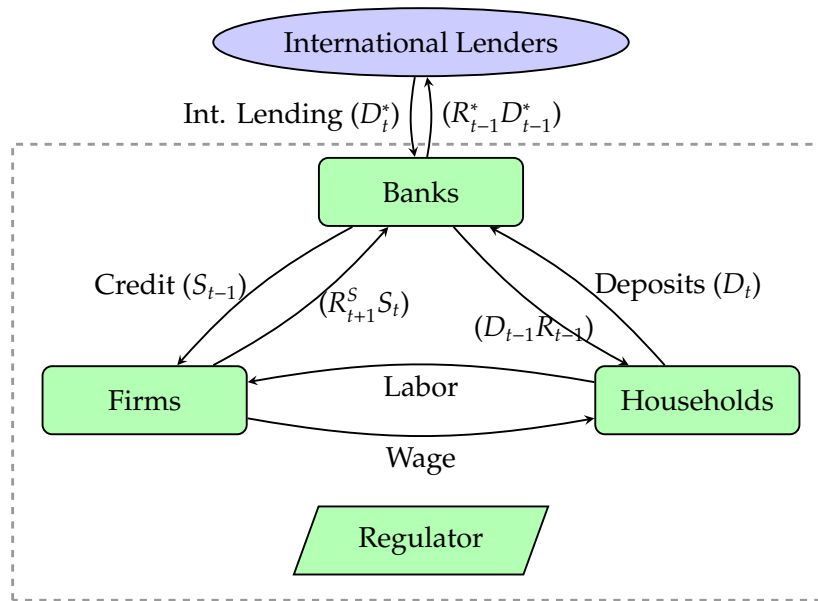 International Lenders
Int. Lending (D*_t)
(R*_{t−1}D*_{t−1})
Banks
Credit (S_{t−1})
(R^S_{t+1}S_t)
Deposits (D_t)
(D_{t−1}R_{t−1})
Firms
Labor
Households
Wage
Regulator